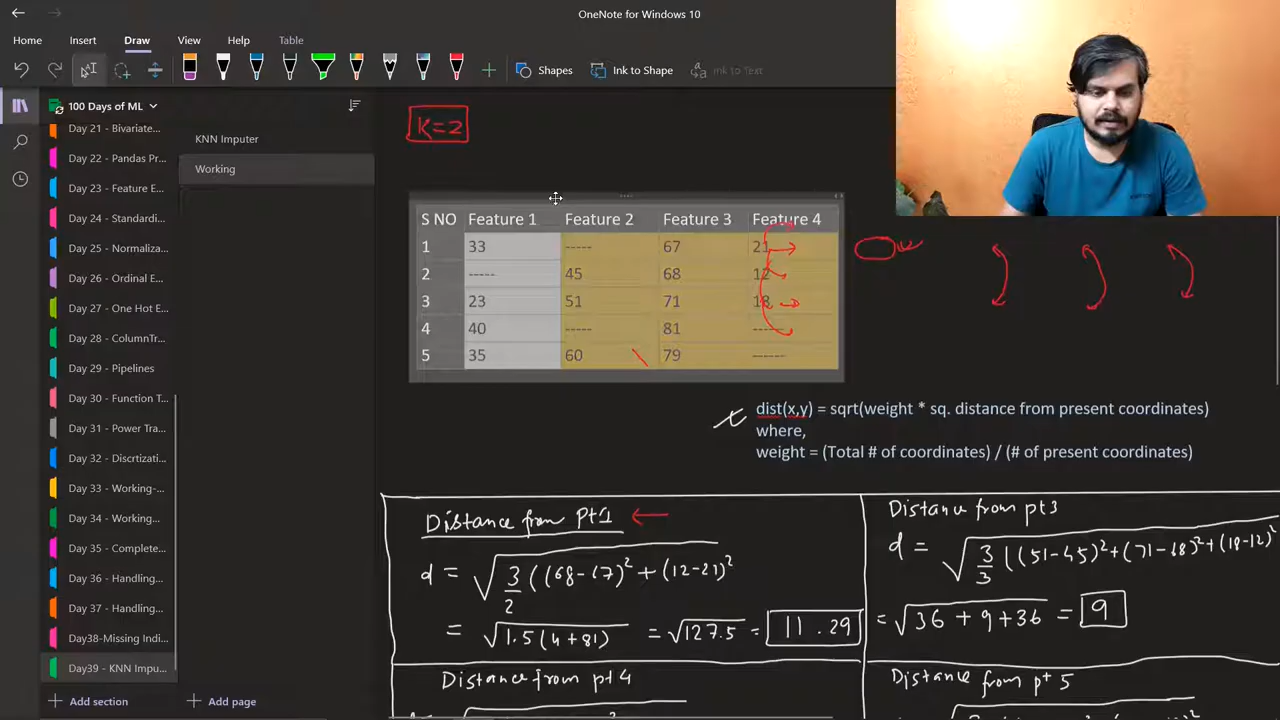 OneNote for Windows 10
Home Insert Draw View Help Table
Shapes Ink to Shape Ink to Text
100 Days of ML
Day 21 - Bivariate...
Day 22 - Pandas Pr...
Day 23 - Feature E...
Day 24 - Standardi...
Day 25 - Normaliza...
Day 26 - Ordinal E...
Day 27 - One Hot E...
Day 28 - ColumnTr...
Day 29 - Pipelines
Day 30 - Function T...
Day 31 - Power Tra...
Day 32 - Discrtizati...
Day 33 - Working-...
Day 34 - Working...
Day 35 - Complete...
Day 36 - Handling...
Day 37 - Handling...
Day38-Missing Indi...
Day39 - KNN Impu...
Add section
KNN Imputer
Working
Add page
K=2
S NO Feature 1 Feature 2 Feature 3 Feature 4
1 33 ----- 67 21
2 ----- 45 68 12
3 23 51 71 18
4 40 ----- 81 -----
5 35 60 79 -----
dist(x,y) = sqrt(weight * sq. distance from present coordinates)
where,
weight = (Total # of coordinates) / (# of present coordinates)
Distance from pt1
d = √3/2 ((68-67)² + (12-21)²
= √1.5(4+81) = √127.5 = 11.29
Distance from pt3
d = √3/3 ((51-45)²+(71-68)²+(18-12)²
= √36+9+36 = 9
Distance from pt4
Distance from pt 5